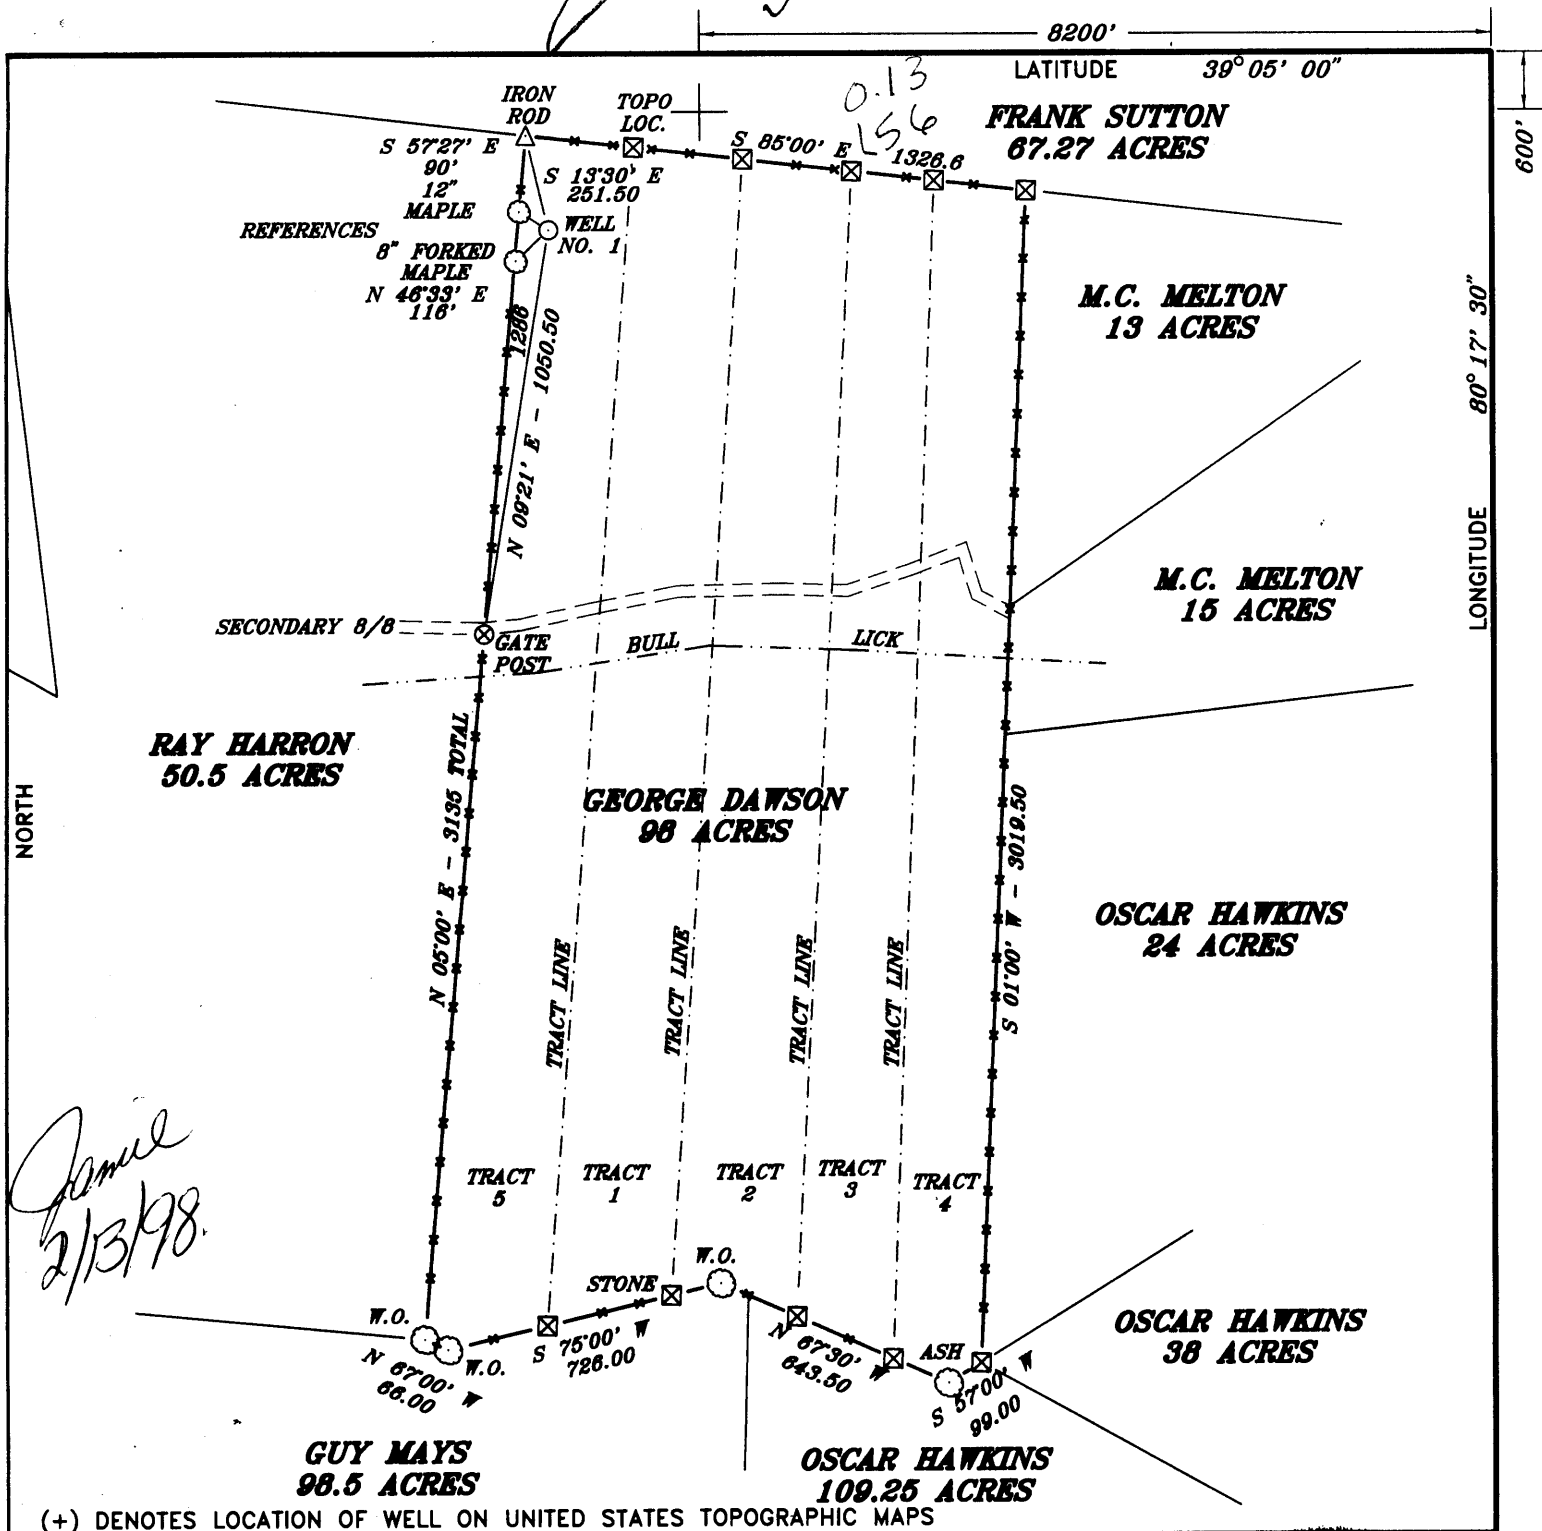 8200'
LATITUDE 39° 05' 00"
600'
0.13
156
IRON
ROD
TOPO
LOC.
FRANK SUTTON
67.27 ACRES
S 85°00' E - 1326.6
S 57°27' E
90'
12"
MAPLE
S 13°30' E
251.50
REFERENCES
WELL
NO. 1
8" FORKED
MAPLE
N 46°33' E
116'
1286
N 09°21' E - 1050.50
M.C. MELTON
13 ACRES
80° 17' 30"
LONGITUDE
M.C. MELTON
15 ACRES
SECONDARY 8/8
GATE
POST
BULL LICK
RAY HARRON
50.5 ACRES
N 05°00' E - 3135 TOTAL
GEORGE DAWSON
98 ACRES
S 01°00' W - 3019.50
NORTH
OSCAR HAWKINS
24 ACRES
TRACT LINE
TRACT LINE
TRACT LINE
TRACT LINE
Jamie
2/13/98.
TRACT
5
TRACT
1
TRACT
2
TRACT
3
TRACT
4
W.O.
STONE
W.O.
W.O.
ASH
N 67°00' W
66.00
S 75°00' W
726.00
N 67°30' W
643.50
S 57°00' W
99.00
OSCAR HAWKINS
38 ACRES
GUY MAYS
98.5 ACRES
OSCAR HAWKINS
109.25 ACRES
(+) DENOTES LOCATION OF WELL ON UNITED STATES TOPOGRAPHIC MAPS